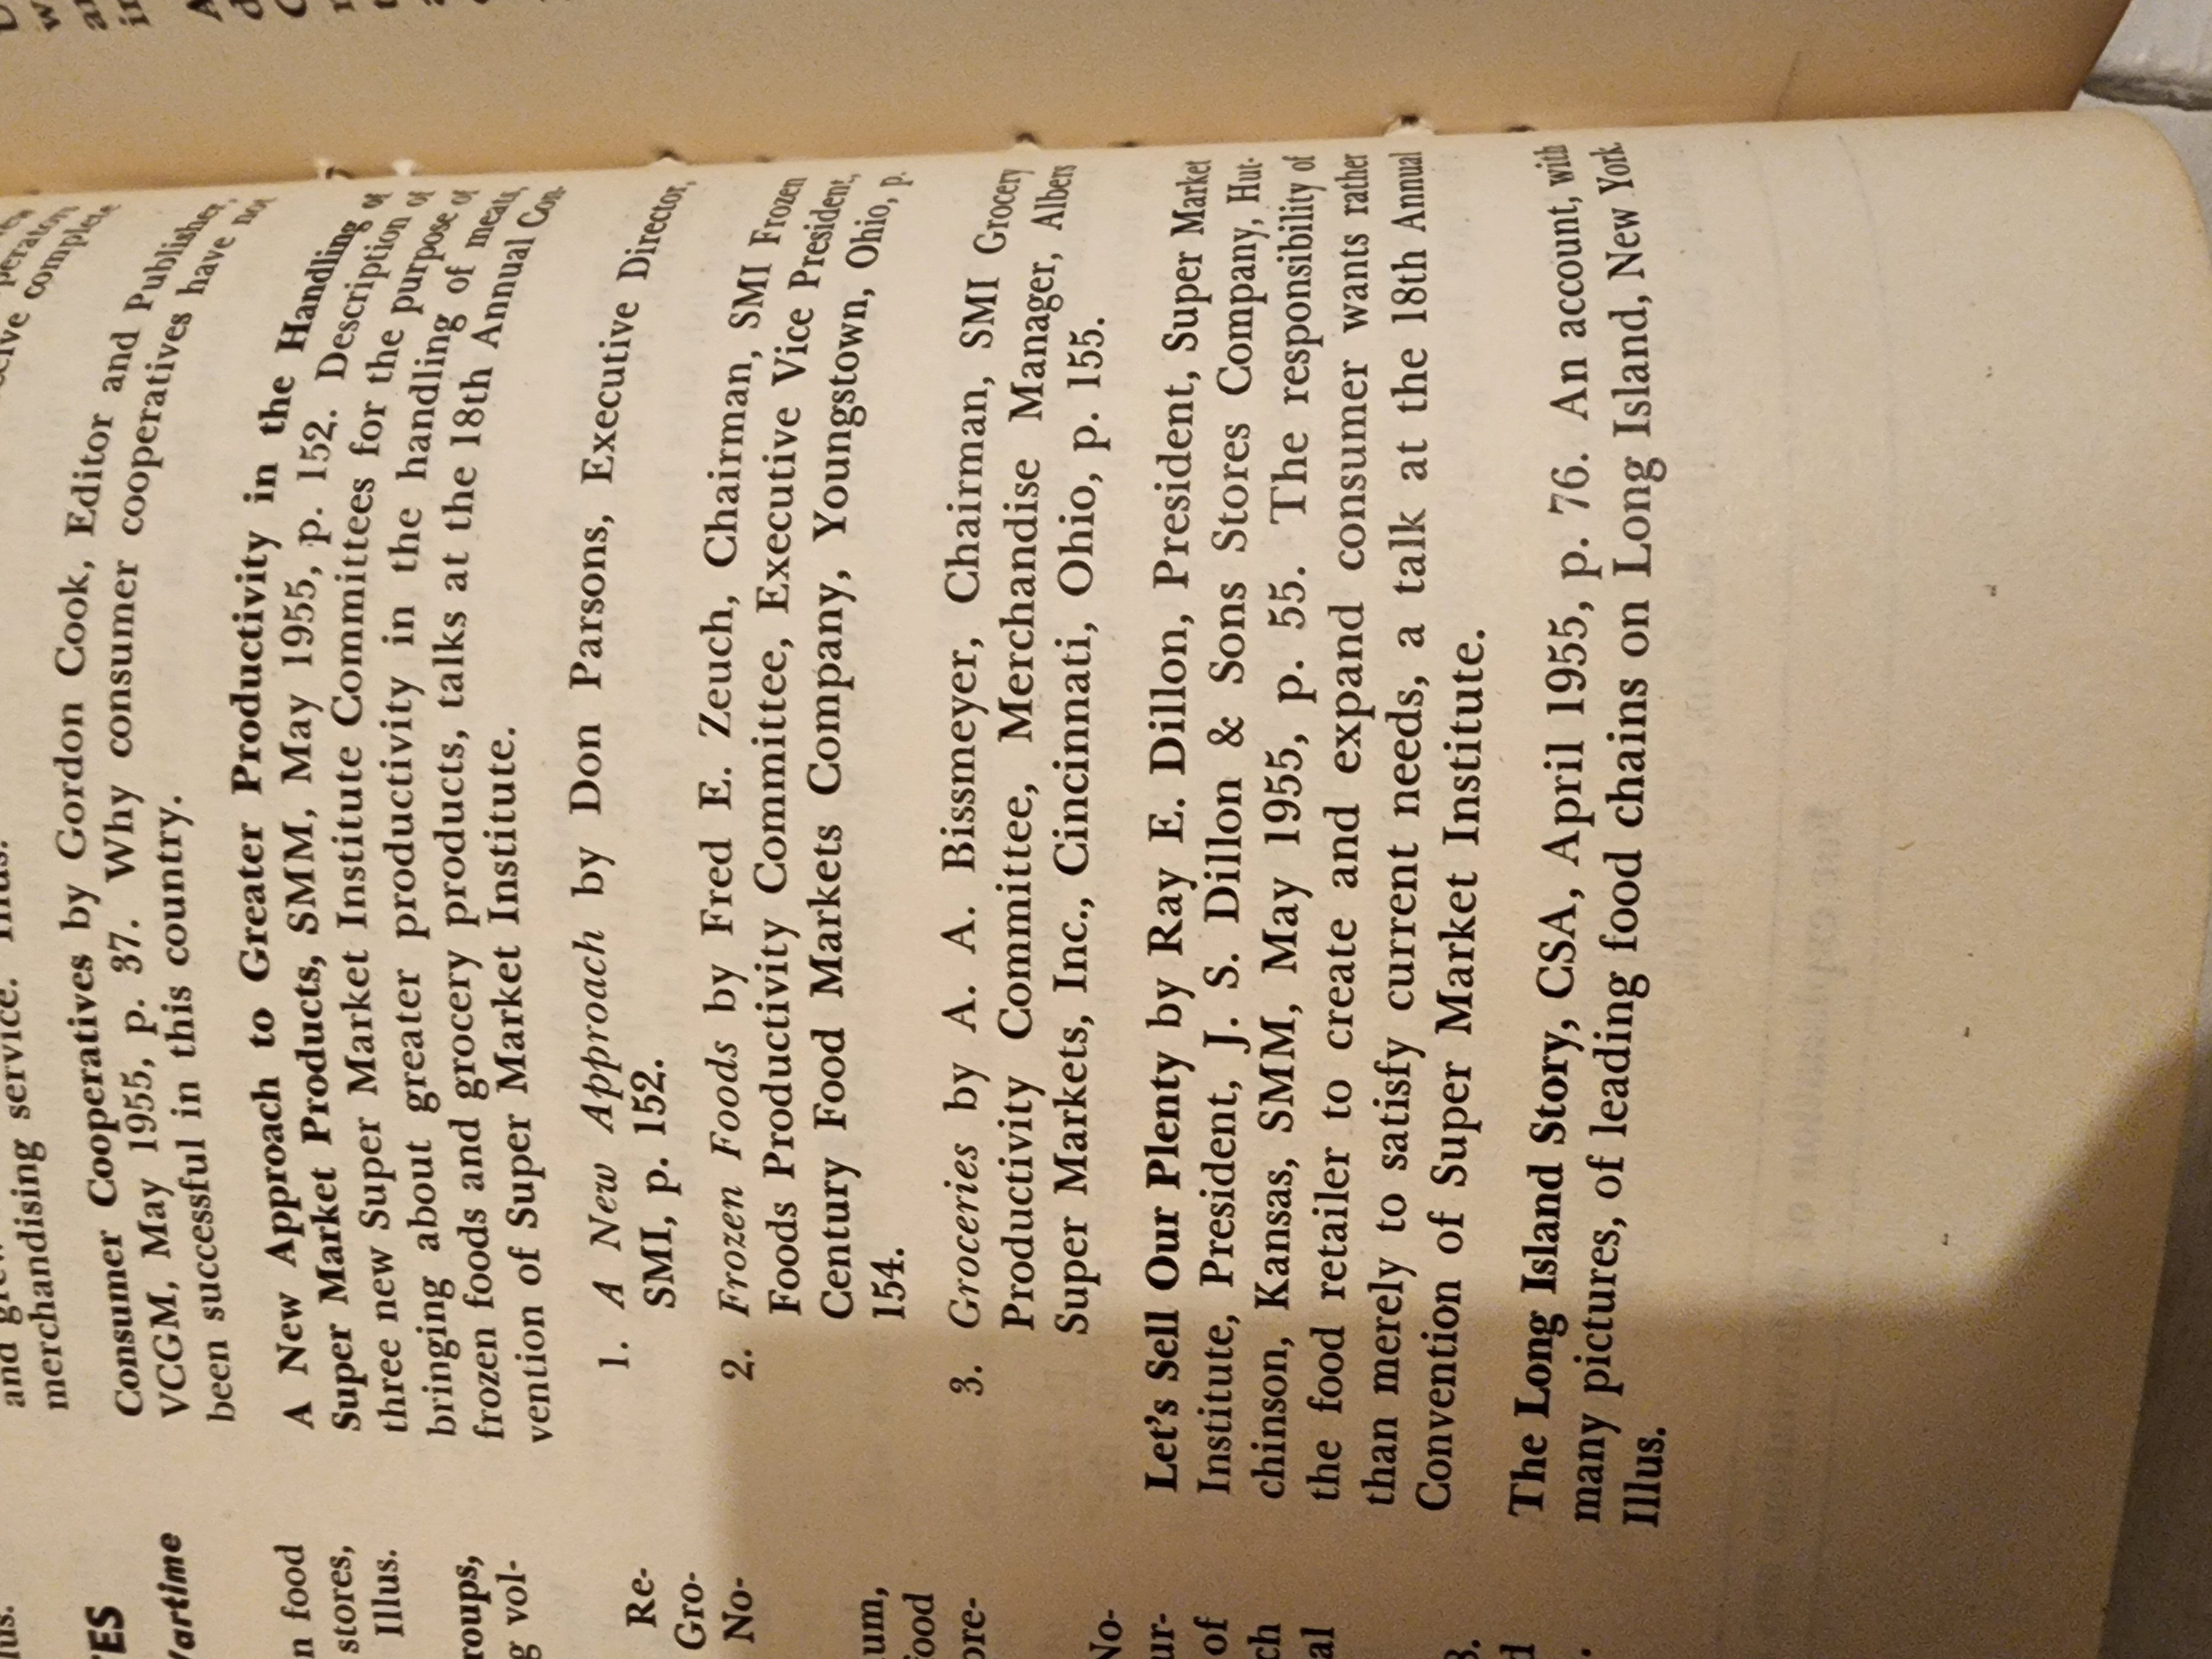 and
merchandising service. Illus.
Consumer Cooperatives by Gordon Cook, Editor and Publisher,
VCGM, May 1955, p. 37. Why consumer cooperatives have not
been successful in this country.
A New Approach to Greater Productivity in the Handling of
Super Market Products, SMM, May 1955, p. 152. Description of
three new Super Market Institute Committees for the purpose of
bringing about greater productivity in the handling of meats,
frozen foods and grocery products, talks at the 18th Annual Con-
vention of Super Market Institute.
1. A New Approach by Don Parsons, Executive Director,
SMI, p. 152.
2. Frozen Foods by Fred E. Zeuch, Chairman, SMI Frozen
Foods Productivity Committee, Executive Vice President,
Century Food Markets Company, Youngstown, Ohio, p.
154.
3. Groceries by A. A. Bissmeyer, Chairman, SMI Grocery
Productivity Committee, Merchandise Manager, Albers
Super Markets, Inc., Cincinnati, Ohio, p. 155.
Let's Sell Our Plenty by Ray E. Dillon, President, Super Market
Institute, President, J. S. Dillon & Sons Stores Company, Hut-
chinson, Kansas, SMM, May 1955, p. 55. The responsibility of
the food retailer to create and expand consumer wants rather
than merely to satisfy current needs, a talk at the 18th Annual
Convention of Super Market Institute.
The Long Island Story, CSA, April 1955, p. 76. An account, with
many pictures, of leading food chains on Long Island, New York
Illus.